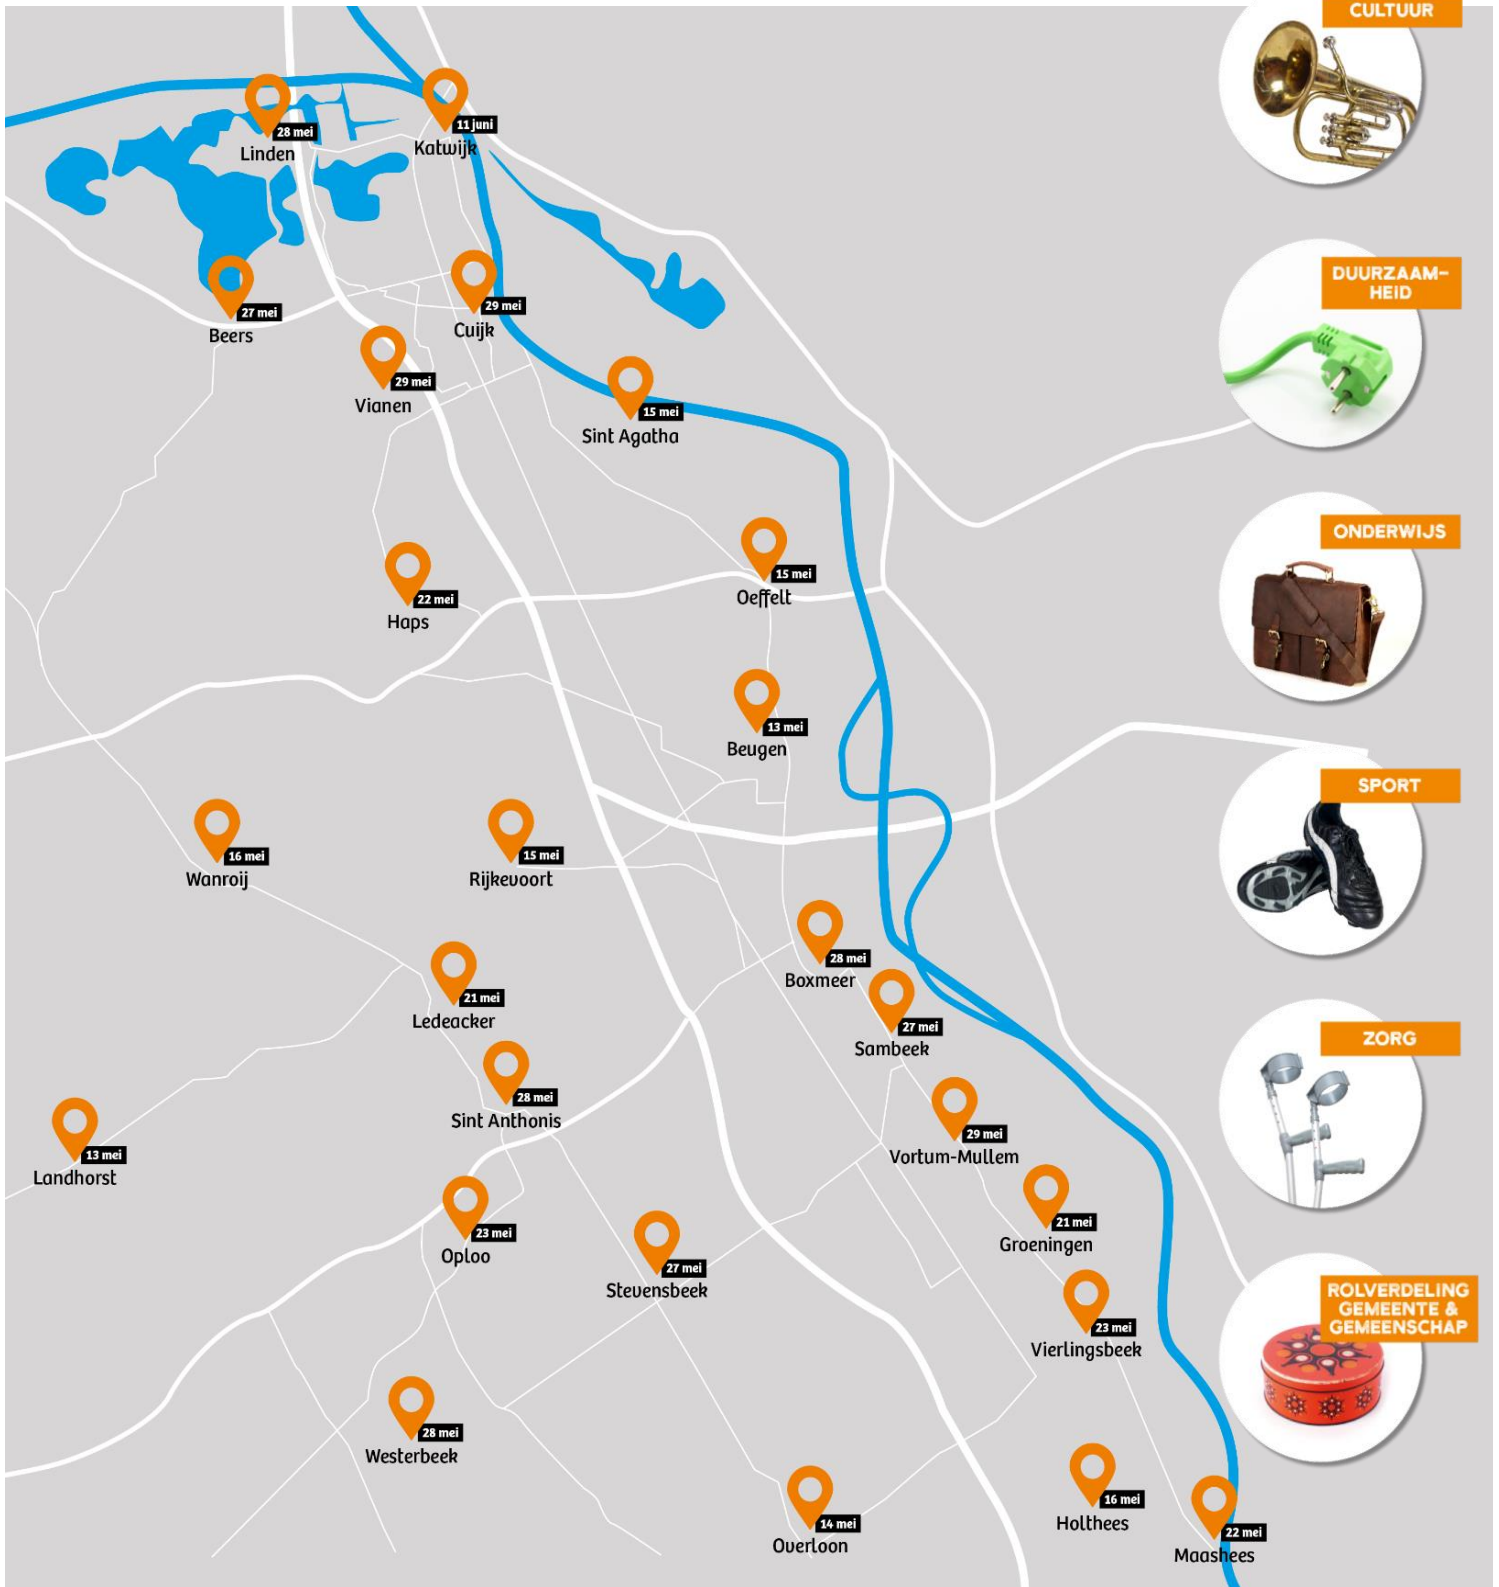 CULTUUR
28 mei
Linden
11 juni
Katwijk
27 mei
Beers
29 mei
Cuijk
DUURZAAM-
HEID
29 mei
Vianen
15 mei
Sint Agatha
ONDERWIJS
15 mei
Oeffelt
22 mei
Haps
13 mei
Beugen
SPORT
16 mei
Wanroij
15 mei
Rijkevoort
28 mei
Boxmeer
21 mei
Ledeacker
27 mei
Sambeek
ZORG
28 mei
Sint Anthonis
29 mei
Vortum-Mullem
13 mei
Landhorst
21 mei
Groeningen
23 mei
Oploo
27 mei
Stevensbeek
ROLVERDELING
GEMEENTE &
GEMEENSCHAP
23 mei
Vierlingsbeek
28 mei
Westerbeek
16 mei
Holthees
14 mei
Overloon
22 mei
Maashees